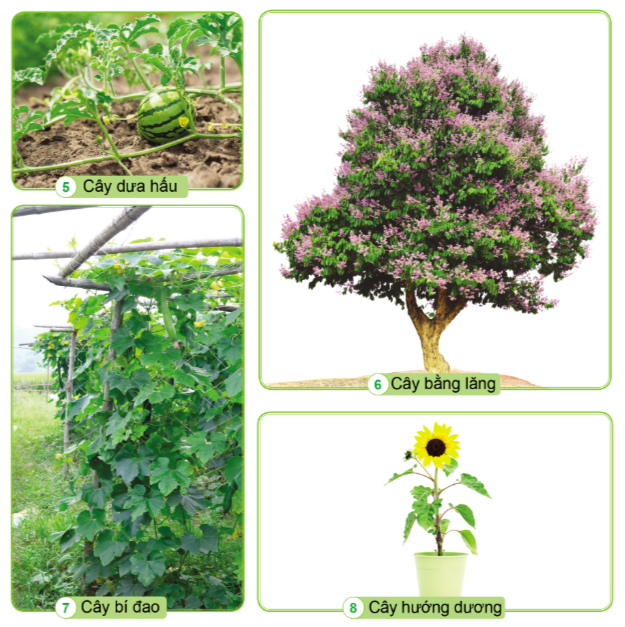 5 Cây dưa hấu
6 Cây bằng lăng
7 Cây bí đao
8 Cây hướng dương